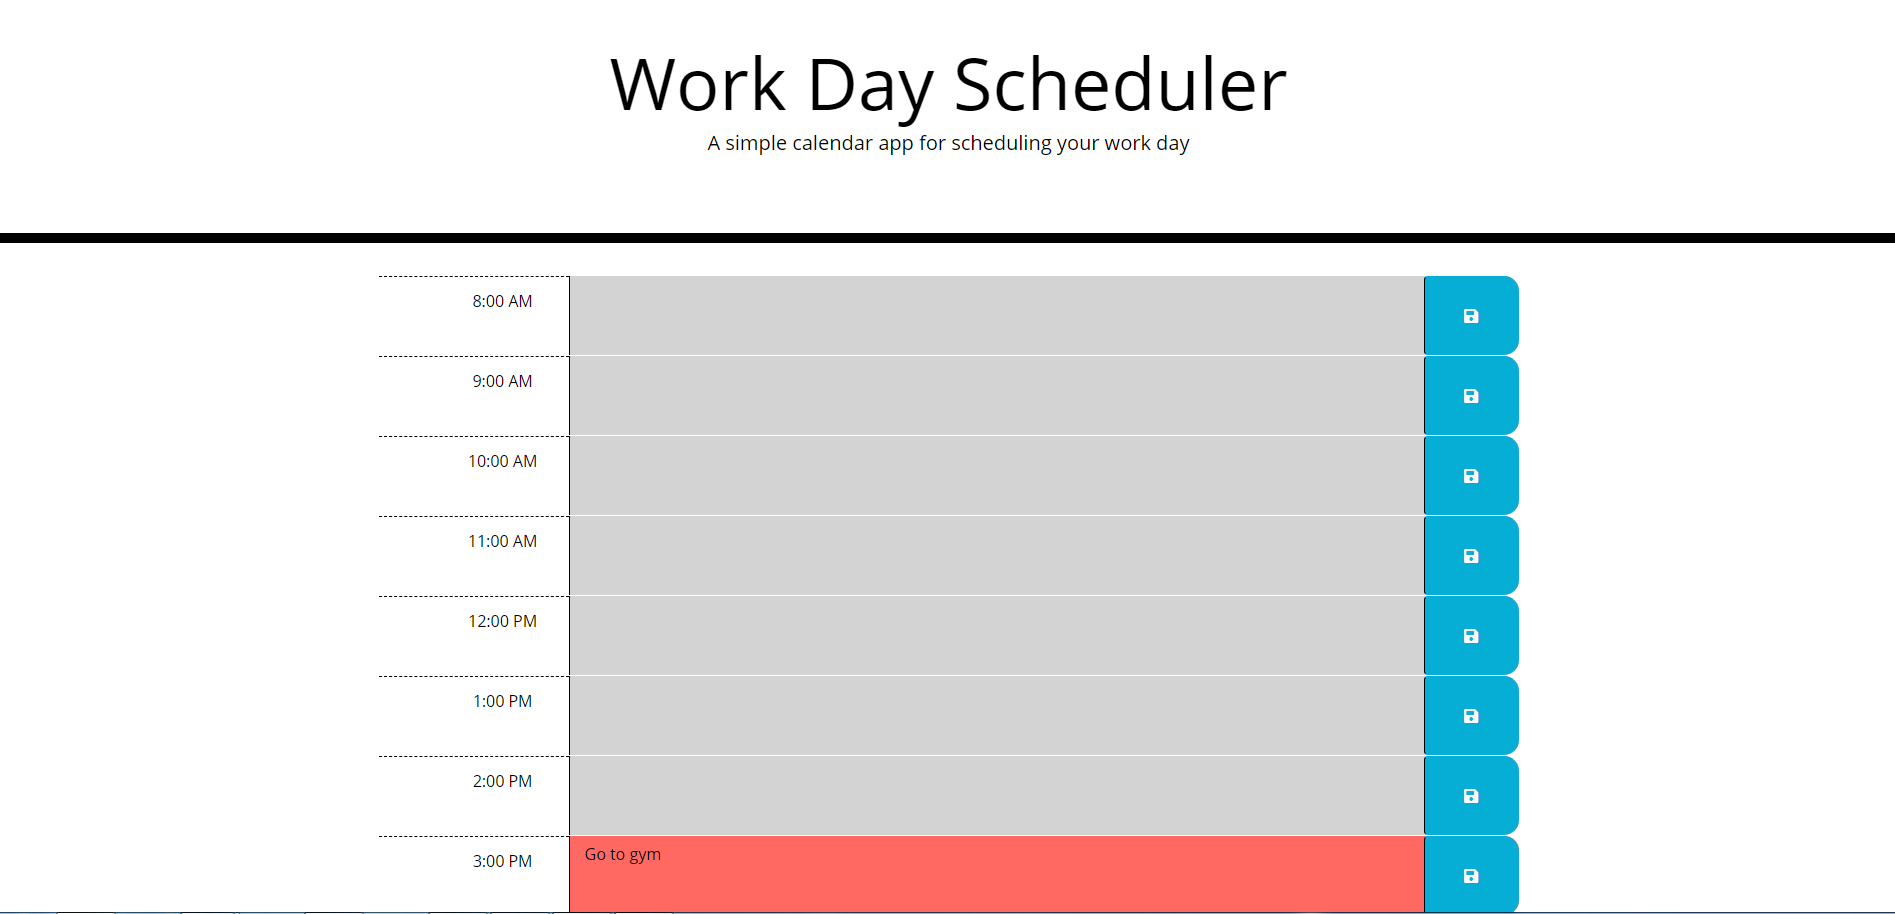 Work Day Scheduler
A simple calendar app for scheduling your work day
8:00 AM
9:00 AM
10:00 AM
11:00 AM
12:00 PM
1:00 PM
2:00 PM
3:00 PM
Go to gym